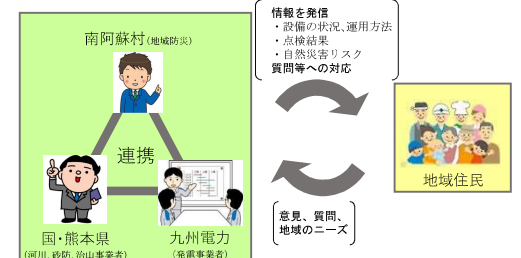 南阿蘇村(地域防災)
連携
国・熊本県
(河川、砂防、治山事業者)
九州電力
(発電事業者)
情報を発信
・設備の状況、運用方法
・点検結果
・自然災害リスク
質問等への対応
意見、質問、
地域のニーズ
地域住民